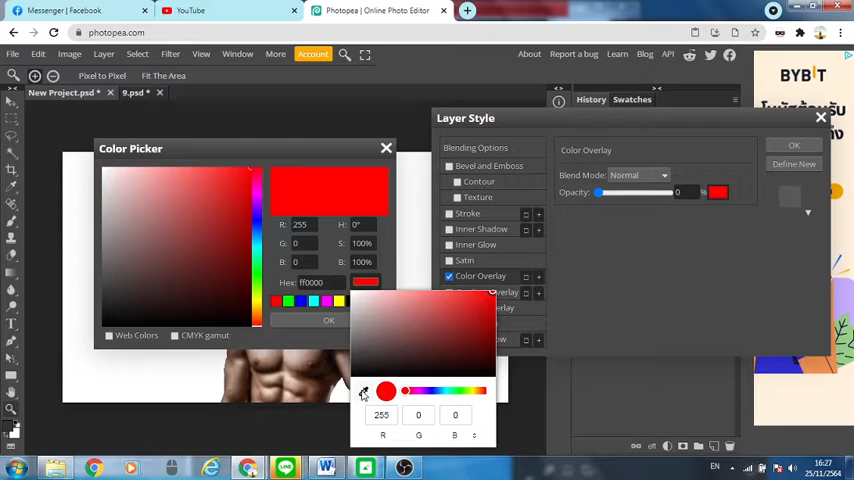 Messenger | Facebook
YouTube
Photopea | Online Photo Editor
photopea.com
File Edit Image Layer Select Filter View Window More Account
About Report a bug Learn Blog API
Pixel to Pixel Fit The Area
New Project.psd *
9.psd *
History Swatches
Color Picker
R: 255 H: 0°
G: 0 S: 100%
B: 0 B: 100%
Hex: ff0000
OK
Web Colors CMYK gamut
255 0 0
R G B
Layer Style
Blending Options
Bevel and Emboss
Contour
Texture
Stroke
Inner Shadow
Inner Glow
Satin
Color Overlay
Color Overlay
Blend Mode: Normal
Opacity: 0 %
OK
Define New
BYBIT
EN
16:27
25/11/2564